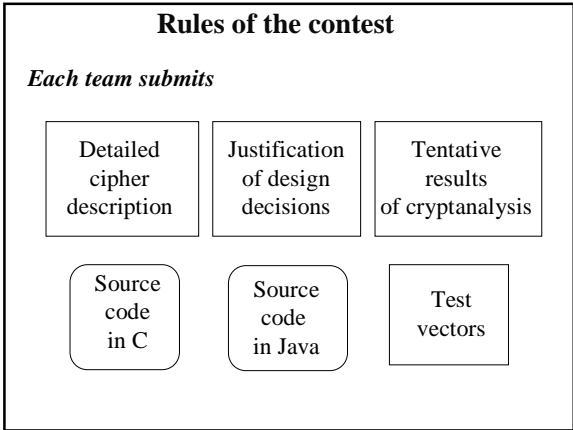 Rules of the contest
Each team submits
Detailed
cipher
description
Justification
of design
decisions
Tentative
results
of cryptanalysis
Source
code
in C
Source
code
in Java
Test
vectors